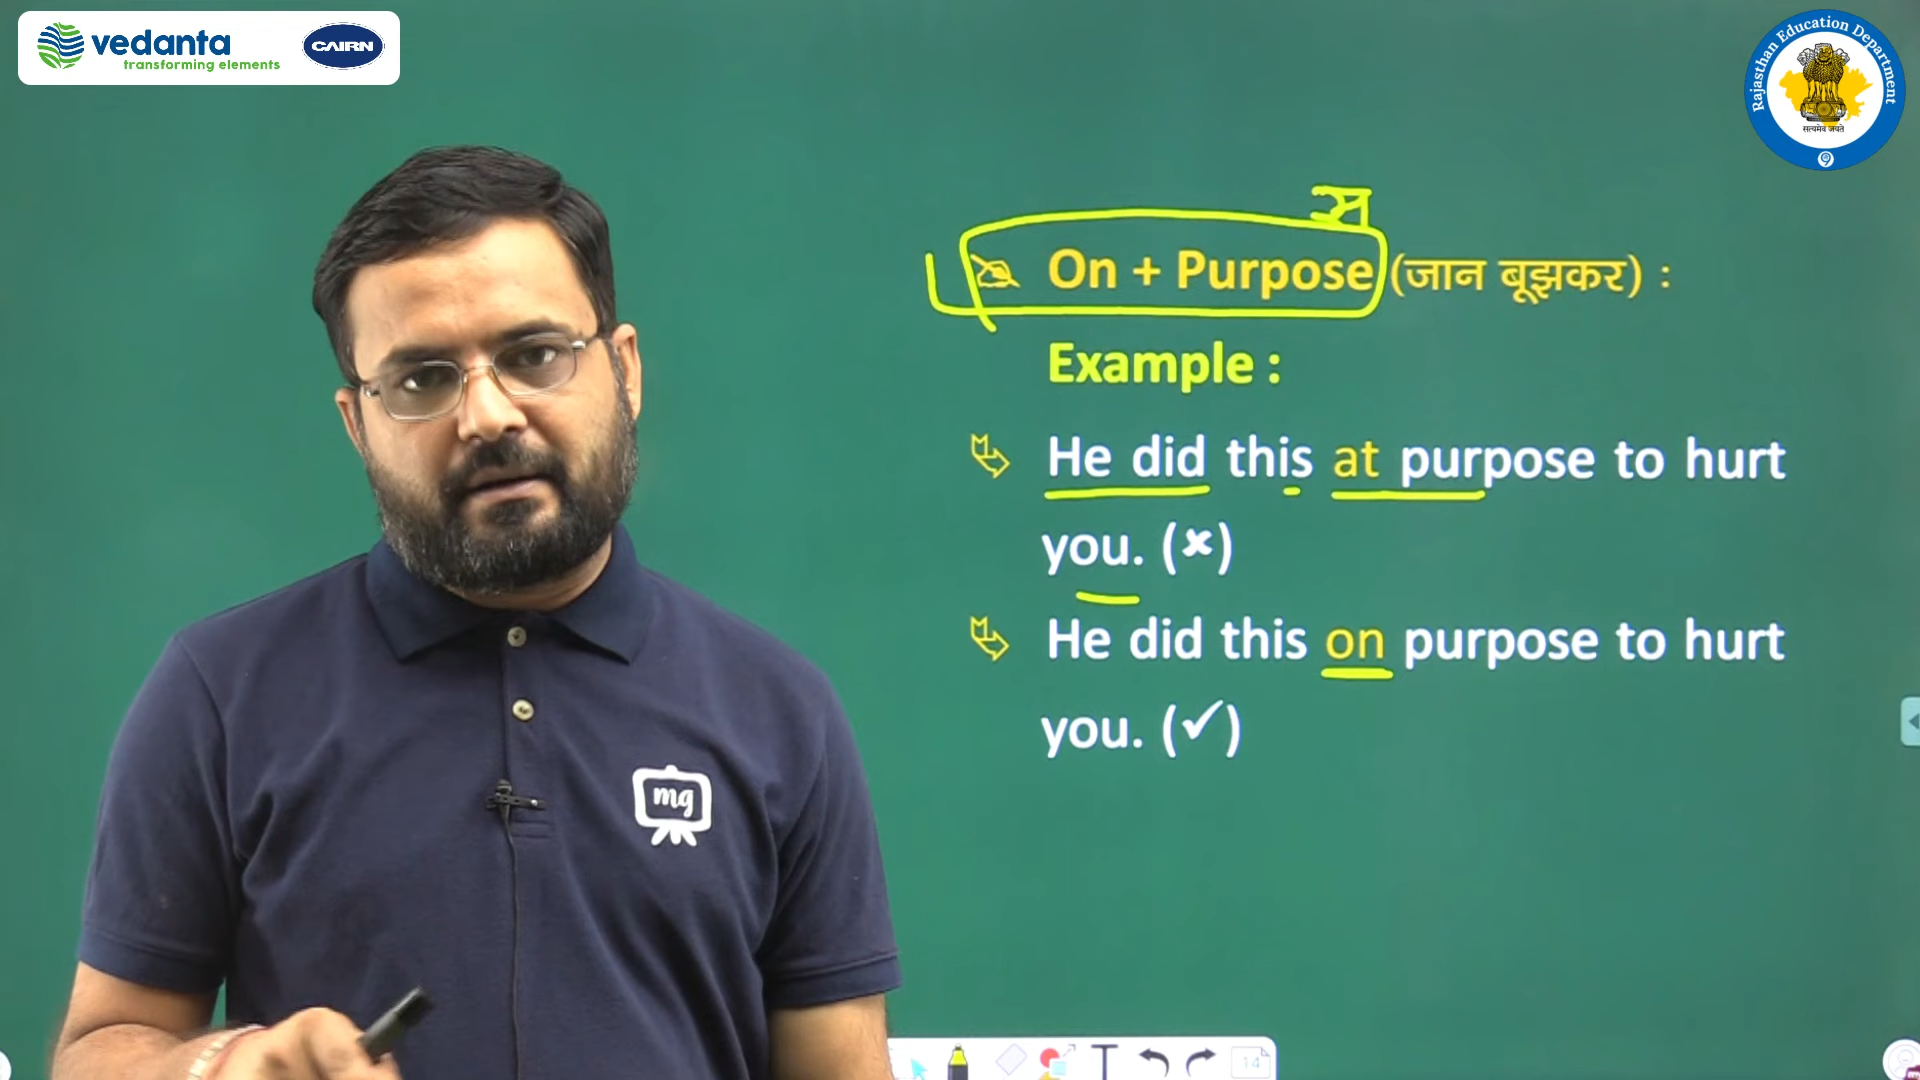 vedanta
transforming elements
CAIRN
Rajasthan Education Department
सत्यमेव जयते
On + Purpose (जान बूझकर) :
Example :
He did this at purpose to hurt
you. (✘)
He did this on purpose to hurt
you. (✓)
mg
T
14